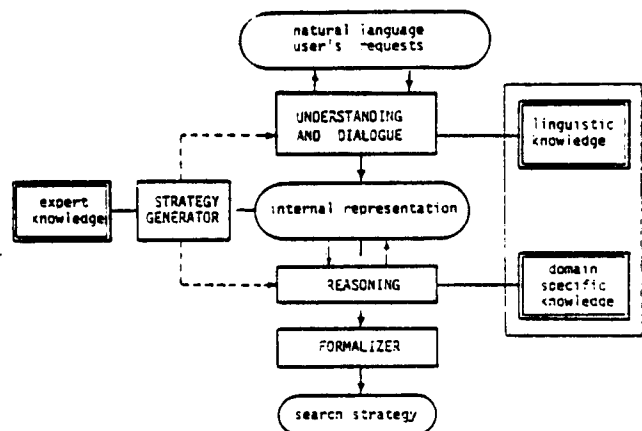 natural language
user's requests
UNDERSTANDING
AND DIALOGUE
linguistic
knowledge
expert
knowledge
STRATEGY
GENERATOR
internal representation
REASONING
domain
specific
knowledge
FORMALIZER
search strategy